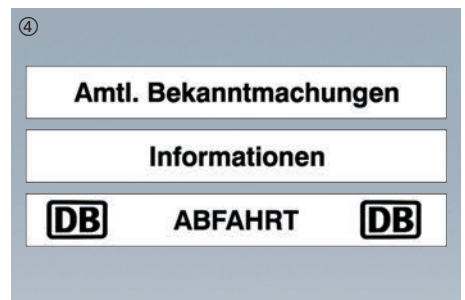 ④
Amtl. Bekanntmachungen
Informationen
DB ABFAHRT DB